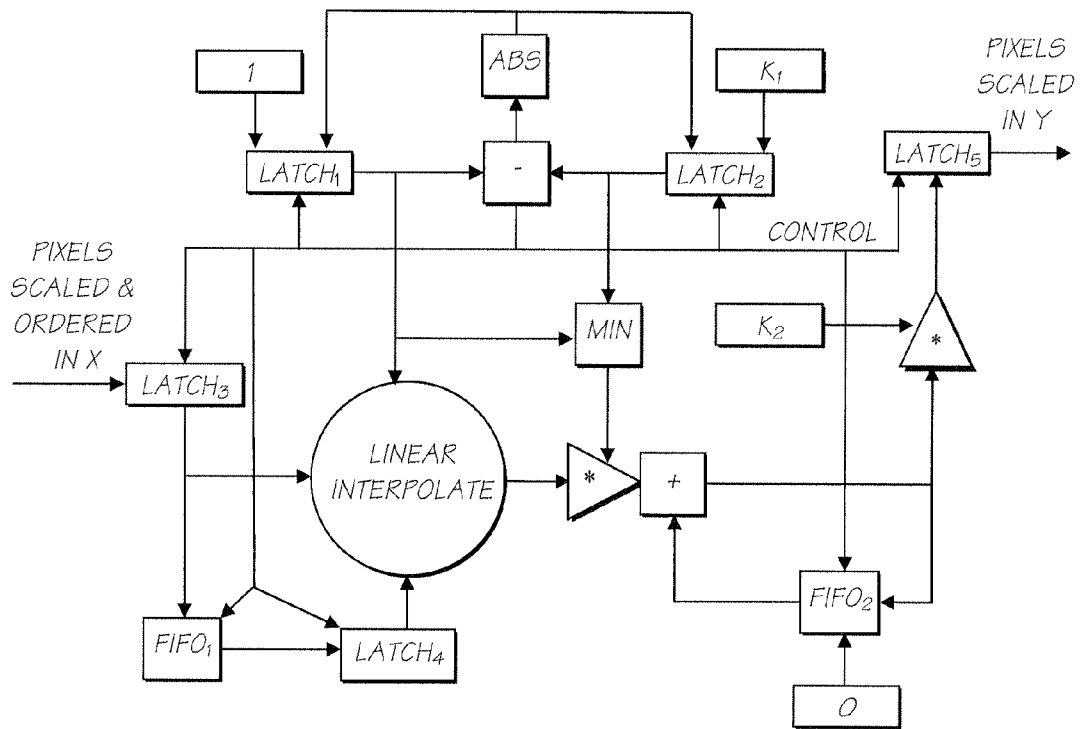 ABS
1
K₁
PIXELS
SCALED
IN Y
LATCH₁
-
LATCH₂
LATCH₅
CONTROL
PIXELS
SCALED &
ORDERED
IN X
MIN
K₂
*
LATCH₃
LINEAR
INTERPOLATE
*
+
FIFO₁
LATCH₄
FIFO₂
0